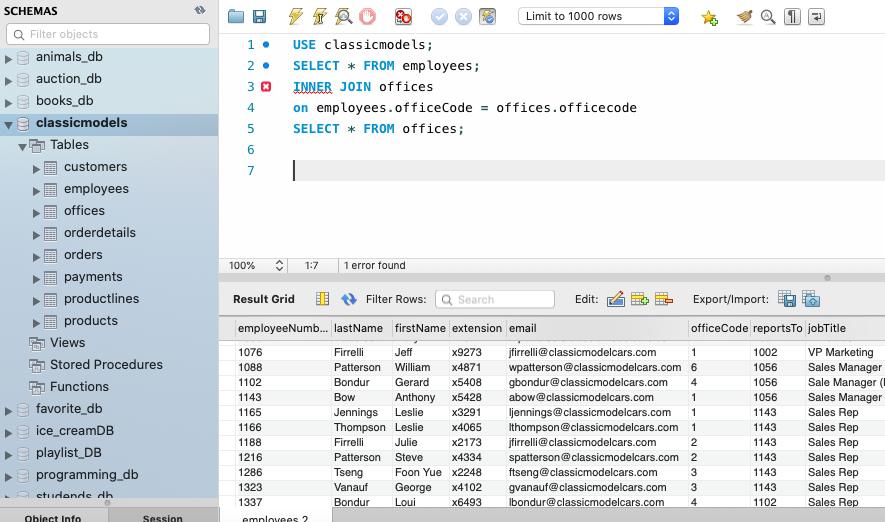 SCHEMAS
Filter objects
animals_db
auction_db
books_db
classicmodels
Tables
customers
employees
offices
orderdetails
orders
payments
productlines
products
Views
Stored Procedures
Functions
favorite_db
ice_creamDB
playlist_DB
programming_db
Object Info Session
Limit to 1000 rows
1 USE classicmodels;
2 SELECT * FROM employees;
3 INNER JOIN offices
4 on employees.officeCode = offices.officecode
5 SELECT * FROM offices;
6
7
100% 1:7 1 error found
Result Grid Filter Rows: Search Edit: Export/Import:
employeeNumb... lastName firstName extension email officeCode reportsTo jobTitle
1076 Firrelli Jeff x9273 jfirrelli@classicmodelcars.com 1 1002 VP Marketing
1088 Patterson William x4871 wpatterson@classicmodelcars.com 6 1056 Sales Manager
1102 Bondur Gerard x5408 gbondur@classicmodelcars.com 4 1056 Sale Manager (
1143 Bow Anthony x5428 abow@classicmodelcars.com 1 1056 Sales Manager
1165 Jennings Leslie x3291 ljennings@classicmodelcars.com 1 1143 Sales Rep
1166 Thompson Leslie x4065 lthompson@classicmodelcars.com 1 1143 Sales Rep
1188 Firrelli Julie x2173 jfirrelli@classicmodelcars.com 2 1143 Sales Rep
1216 Patterson Steve x4334 spatterson@classicmodelcars.com 2 1143 Sales Rep
1286 Tseng Foon Yue x2248 ftseng@classicmodelcars.com 3 1143 Sales Rep
1323 Vanauf George x4102 gvanauf@classicmodelcars.com 3 1143 Sales Rep
1337 Bondur Loui x6493 lbondur@classicmodelcars.com 4 1102 Sales Rep
employees 2